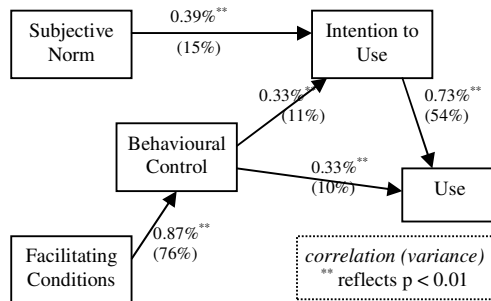 Subjective
Norm
0.39%**
(15%)
Intention to
Use
0.33%**
(11%)
0.73%**
(54%)
Behavioural
Control
0.33%**
(10%)
Use
0.87%**
(76%)
Facilitating
Conditions
correlation (variance)
** reflects p < 0.01